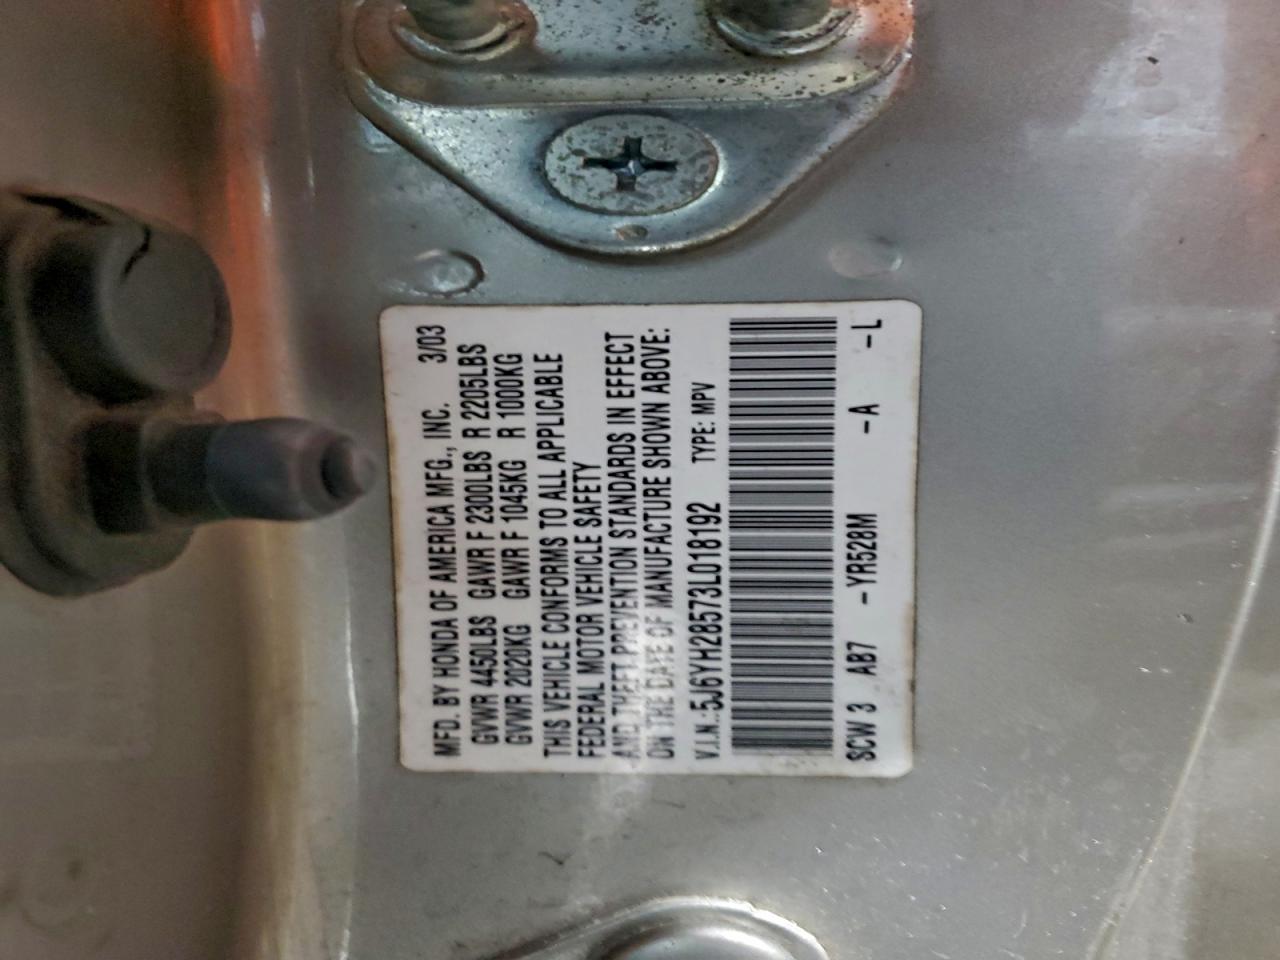 MFD. BY HONDA OF AMERICA MFG., INC. 3/03
GVWR 4450LBS GAWR F 2300LBS R 2205LBS
GVWR 2020KG GAWR F 1045KG R 1000KG
THIS VEHICLE CONFORMS TO ALL APPLICABLE
FEDERAL MOTOR VEHICLE SAFETY
AND THEFT PREVENTION STANDARDS IN EFFECT
ON THE DATE OF MANUFACTURE SHOWN ABOVE:
V.I.N.:5J6YH28573L018192 TYPE: MPV
SCW 3 AB7 -YR528M -A -L